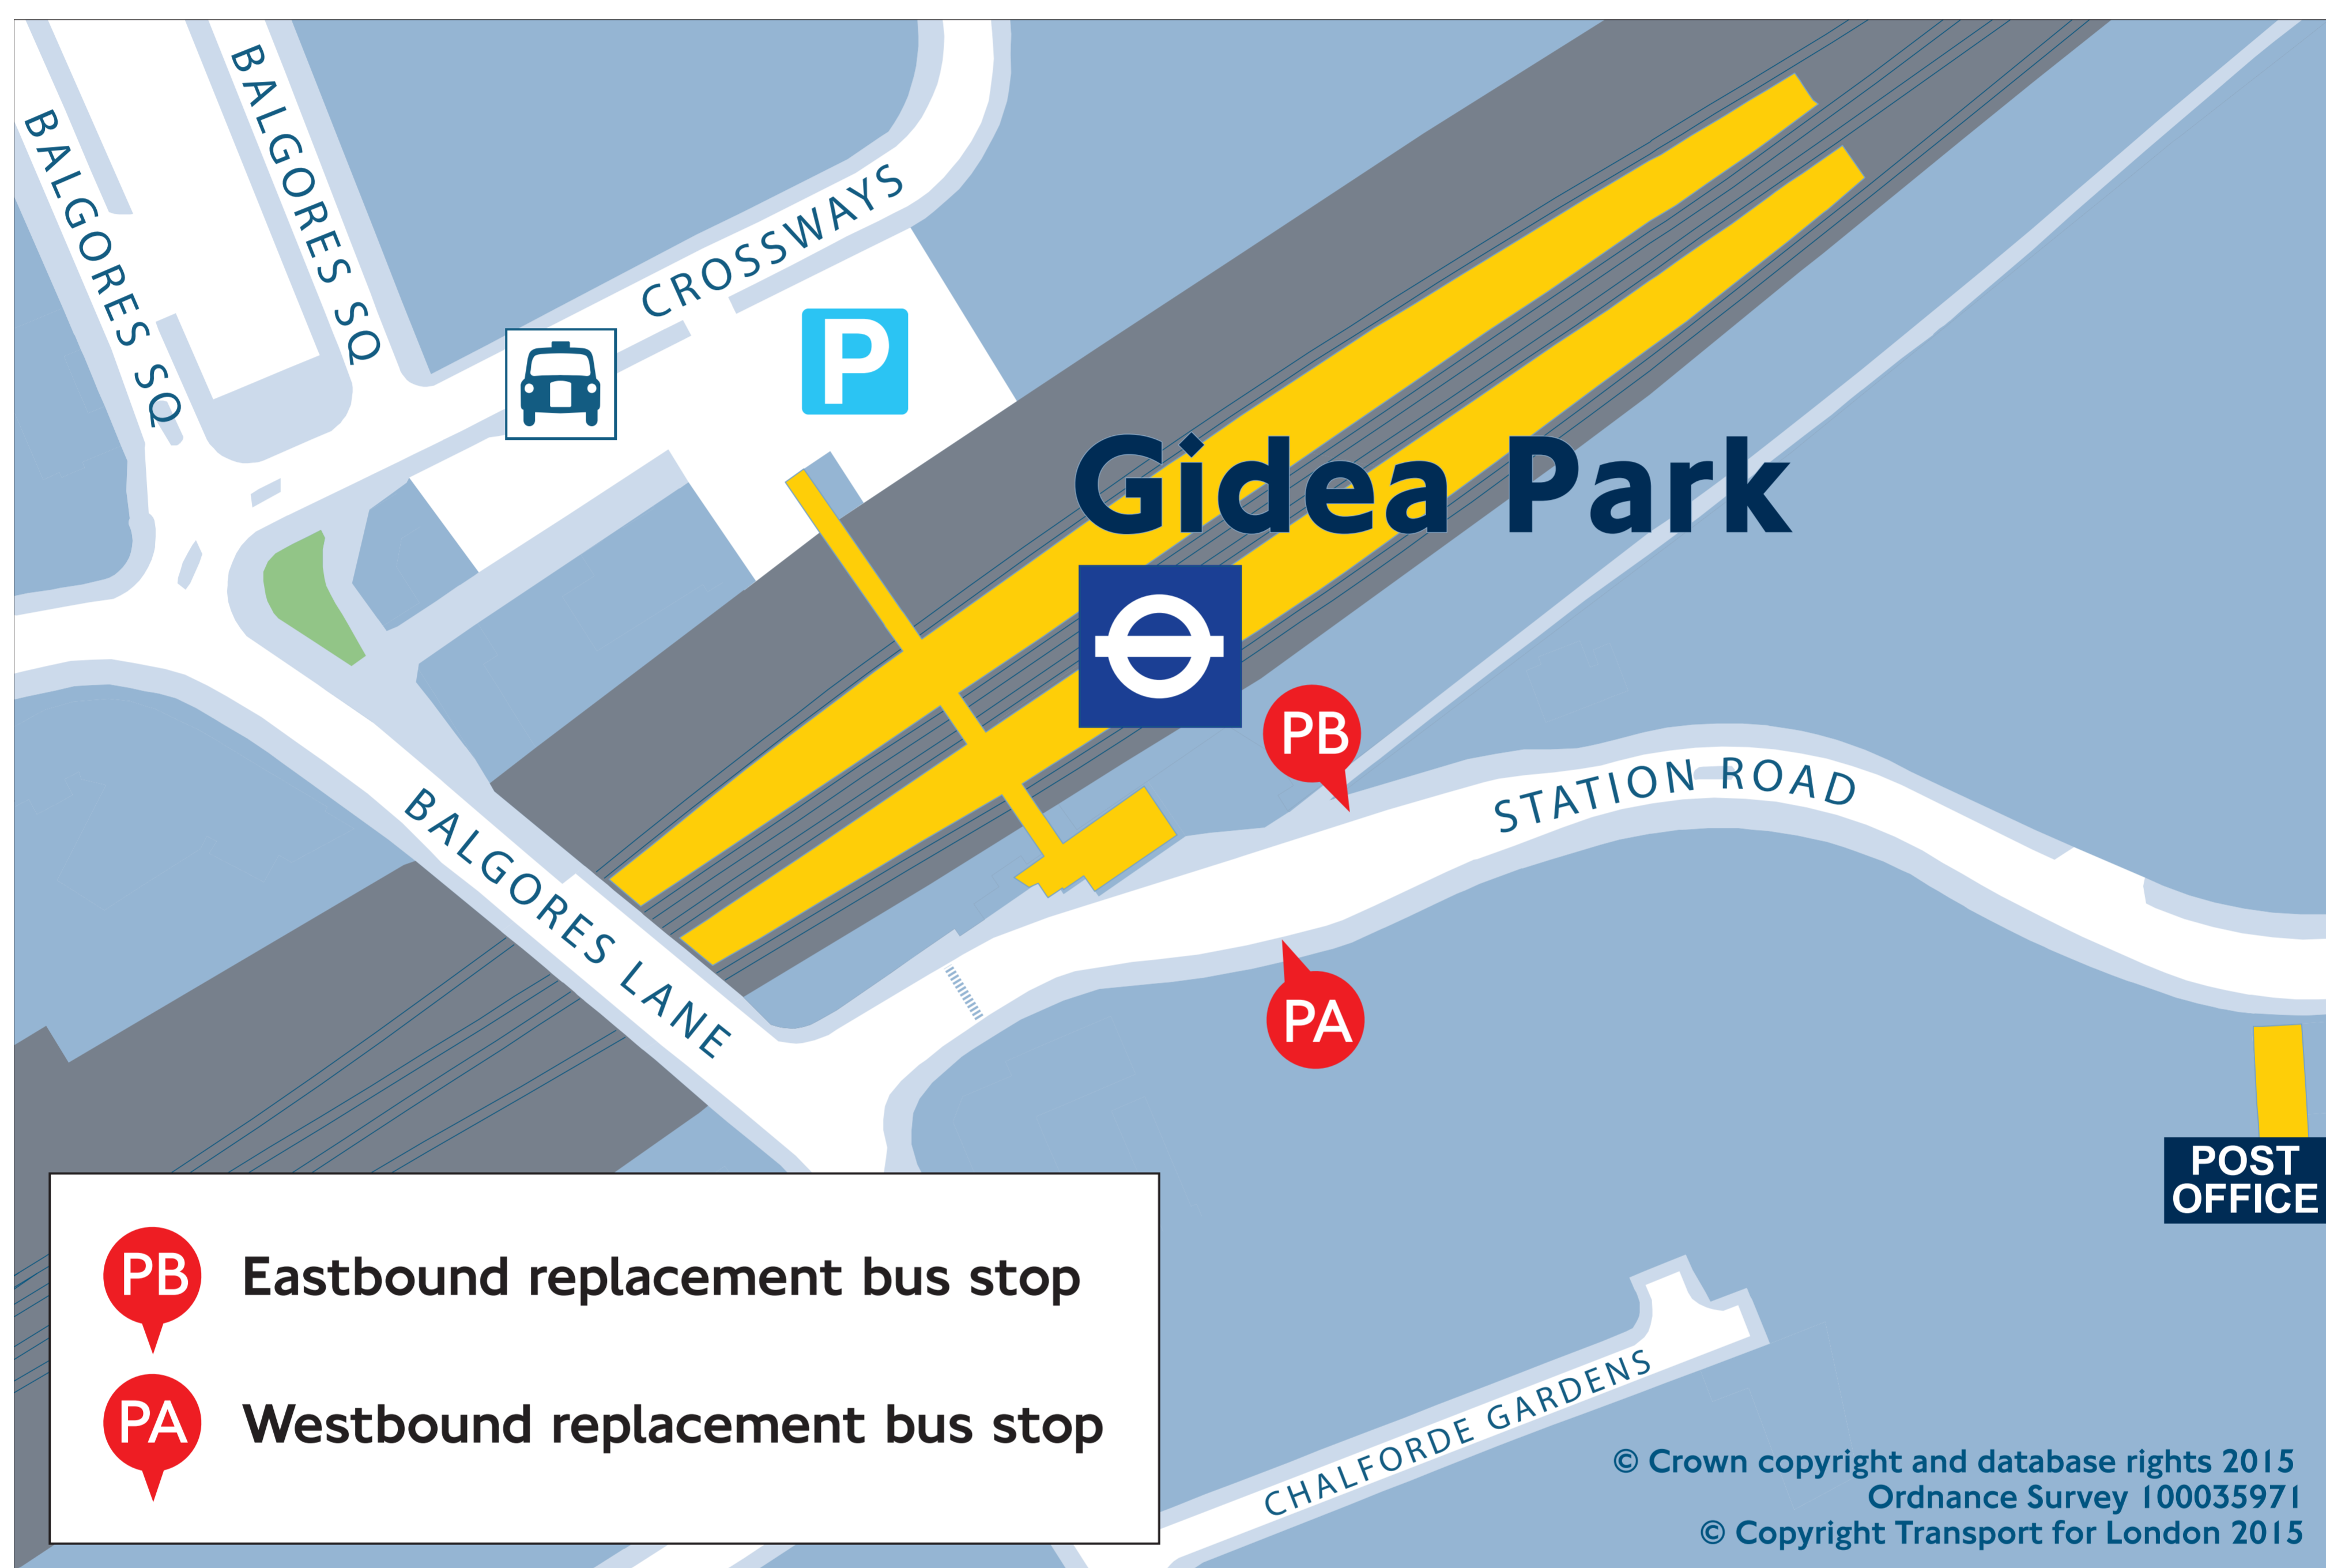 BALGORES SQ
BALGORES SQ
CROSSWAYS
P
Gidea Park
PB
STATION ROAD
BALGORES LANE
PA
POST
OFFICE
PB Eastbound replacement bus stop
PA Westbound replacement bus stop
CHALFORDE GARDENS
© Crown copyright and database rights 2015
Ordnance Survey 100035971
© Copyright Transport for London 2015